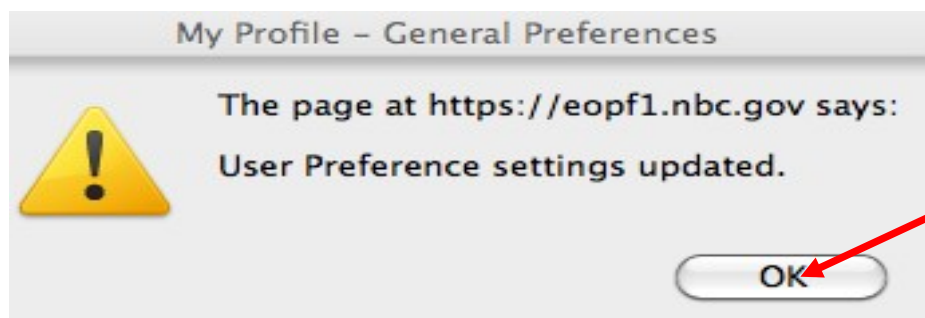 My Profile – General Preferences
The page at https://eopf1.nbc.gov says:
User Preference settings updated.
OK